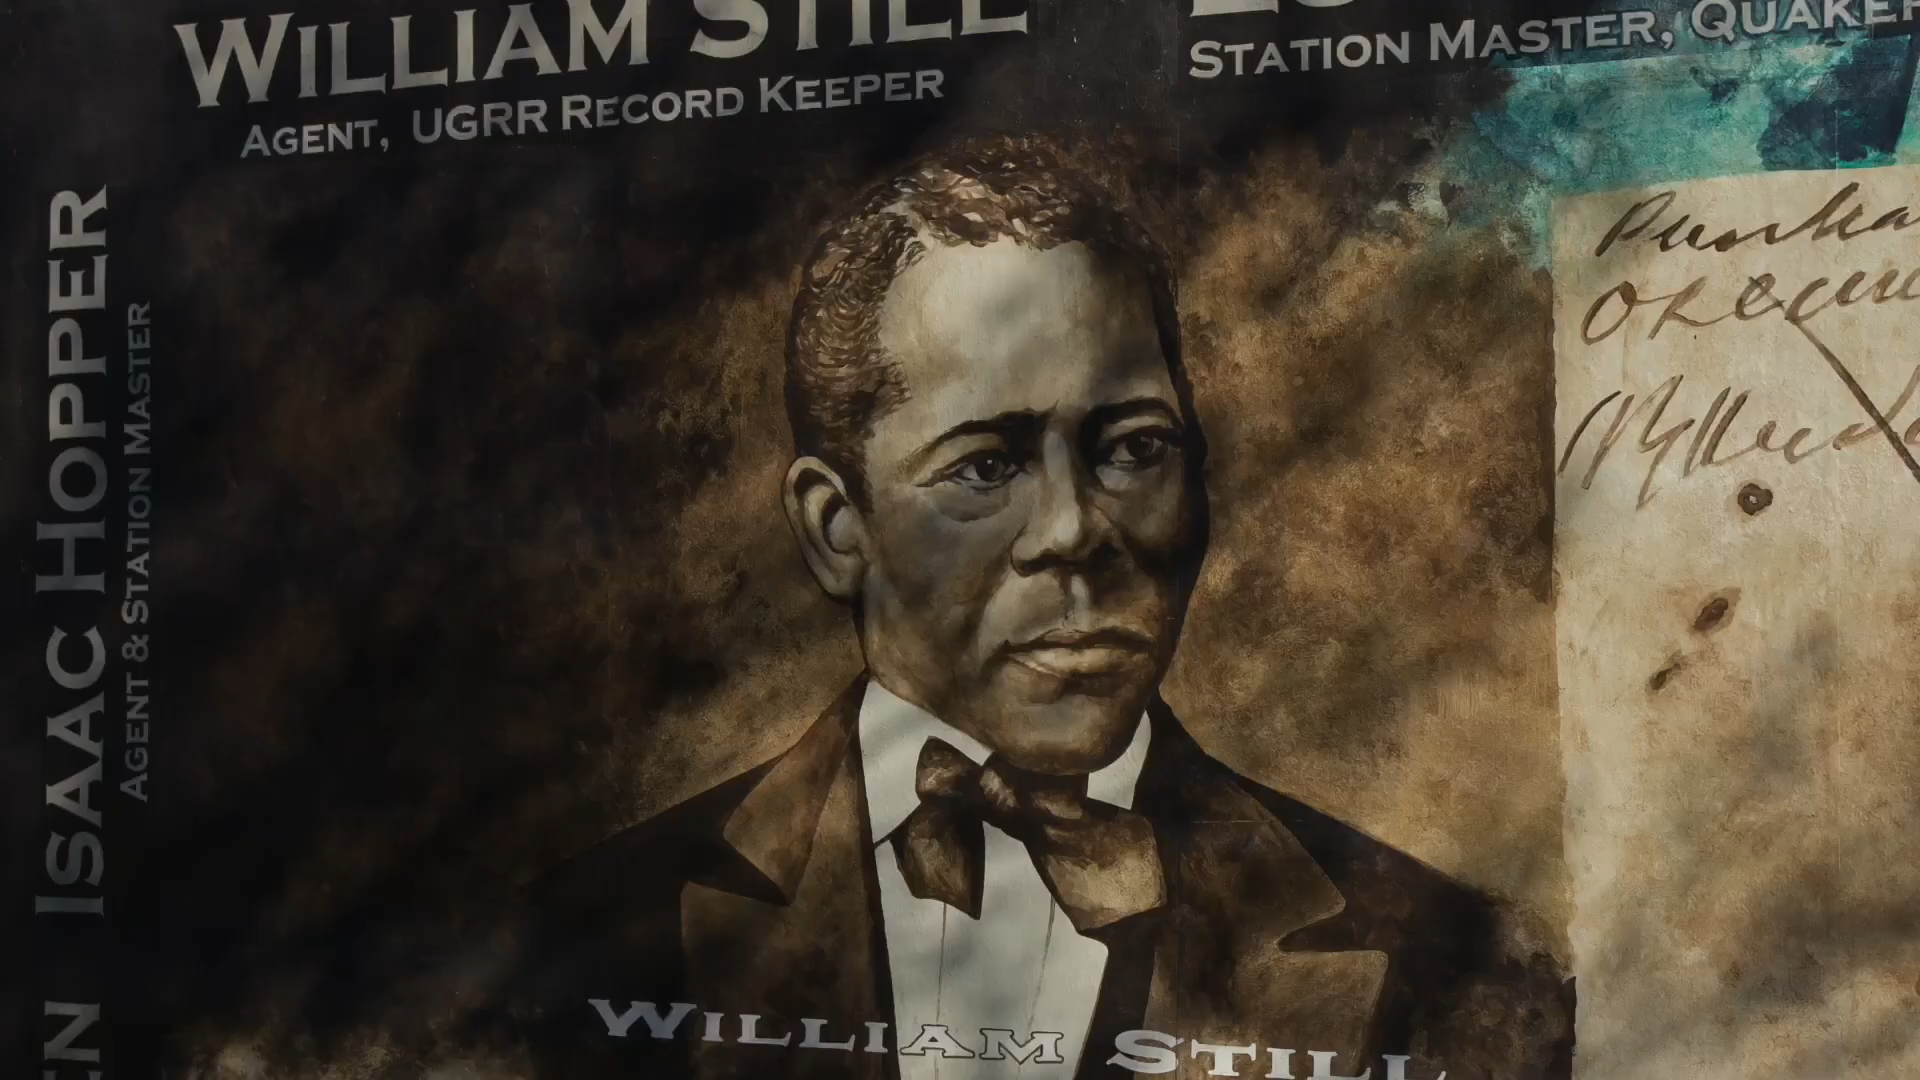 WILLIAM STILL
AGENT, UGRR RECORD KEEPER
STATION MASTER, QUAKER
ISAAC HOPPER
AGENT & STATION MASTER
WILLIAM STILL